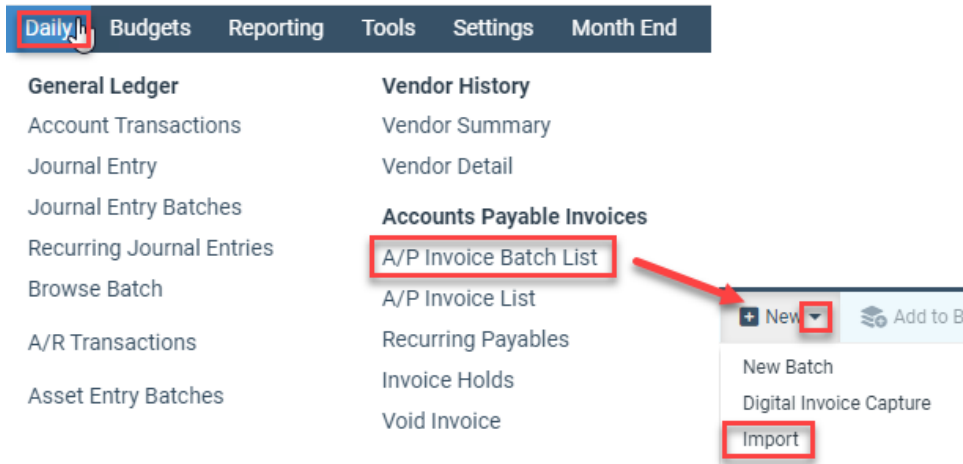 Daily Budgets Reporting Tools Settings Month End
General Ledger
Account Transactions
Journal Entry
Journal Entry Batches
Recurring Journal Entries
Browse Batch
A/R Transactions
Asset Entry Batches
Vendor History
Vendor Summary
Vendor Detail
Accounts Payable Invoices
A/P Invoice Batch List
A/P Invoice List
Recurring Payables
Invoice Holds
Void Invoice
New Add to B
New Batch
Digital Invoice Capture
Import